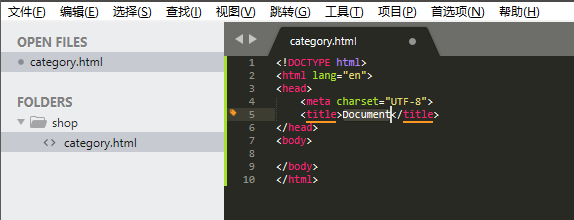 文件(F) 编辑(E) 选择(S) 查找(I) 视图(V) 跳转(G) 工具(T) 项目(P) 首选项(N) 帮助(H)
OPEN FILES
category.html
FOLDERS
shop
category.html
category.html
1 <!DOCTYPE html>
2 <html lang="en">
3 <head>
4 <meta charset="UTF-8">
5 <title>Document</title>
6 </head>
7 <body>
8
9 </body>
10 </html>